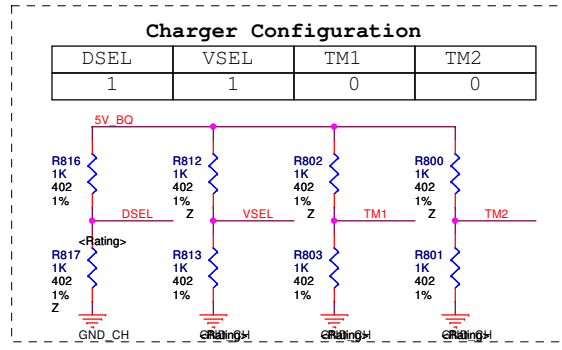 Charger Configuration
DSEL VSEL TM1 TM2
1 1 0 0
5V_BQ
R816 R812 R802 R800
1K 1K 1K 1K
402 402 402 402
1% 1% 1% 1%
Z Z Z
DSEL VSEL TM1 TM2
<Rating>
R817 R813 R803 R801
1K 1K 1K 1K
402 402 402 402
1% 1% 1% 1%
Z
GND_CH